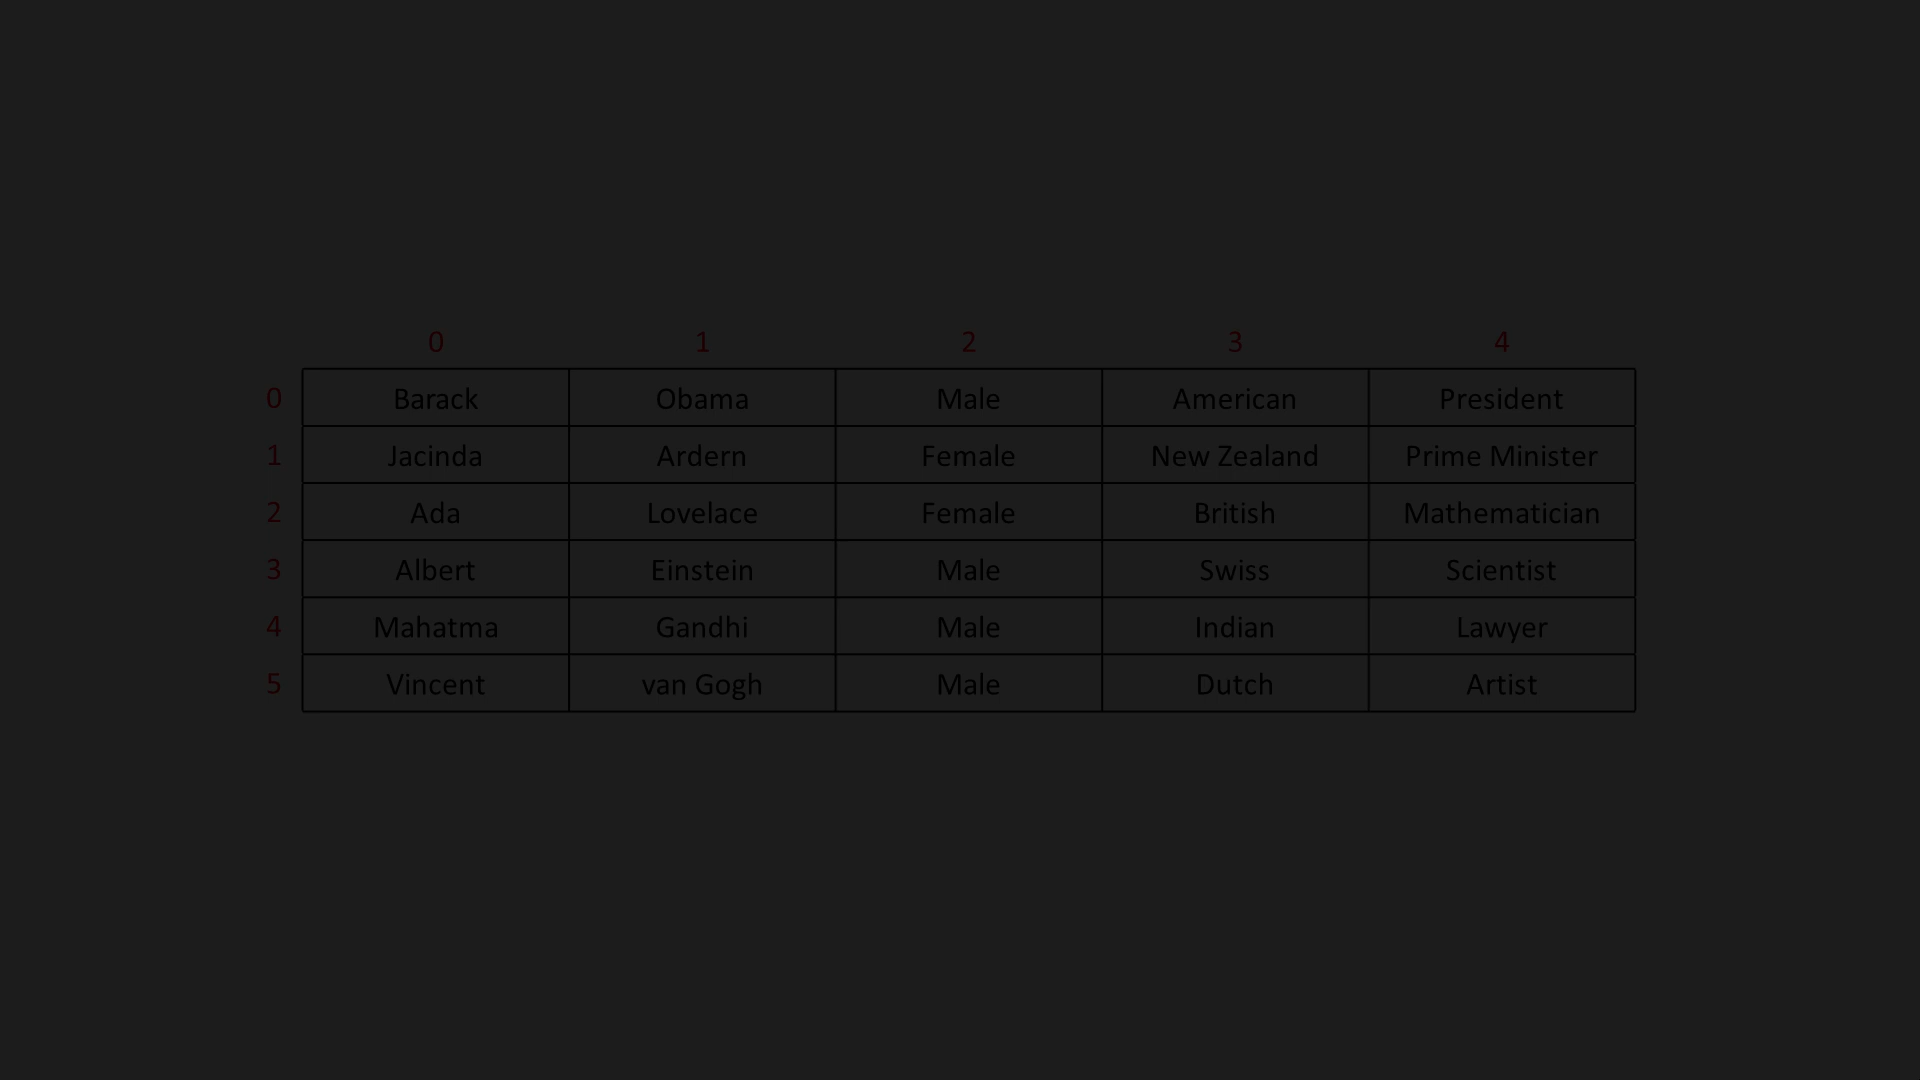 0 1 2 3 4
0 Barack Obama Male American President
1 Jacinda Ardern Female New Zealand Prime Minister
2 Ada Lovelace Female British Mathematician
3 Albert Einstein Male Swiss Scientist
4 Mahatma Gandhi Male Indian Lawyer
5 Vincent van Gogh Male Dutch Artist